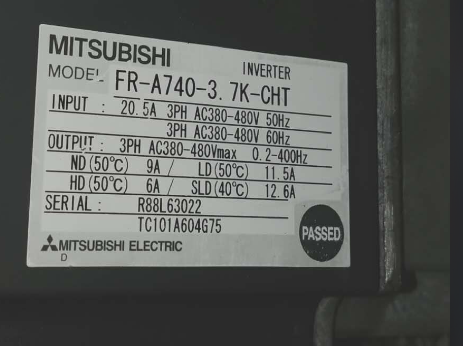 MITSUBISHI
INVERTER
MODEL FR-A740-3.7K-CHT
INPUT : 20.5A 3PH AC380-480V 50Hz
3PH AC380-480V 60Hz
OUTPUT : 3PH AC380-480Vmax 0.2-400Hz
ND(50℃) 9A / LD(50℃) 11.5A
HD(50℃) 6A / SLD(40℃) 12.6A
SERIAL : R88L63022
TC101A604G75
PASSED
MITSUBISHI ELECTRIC
D